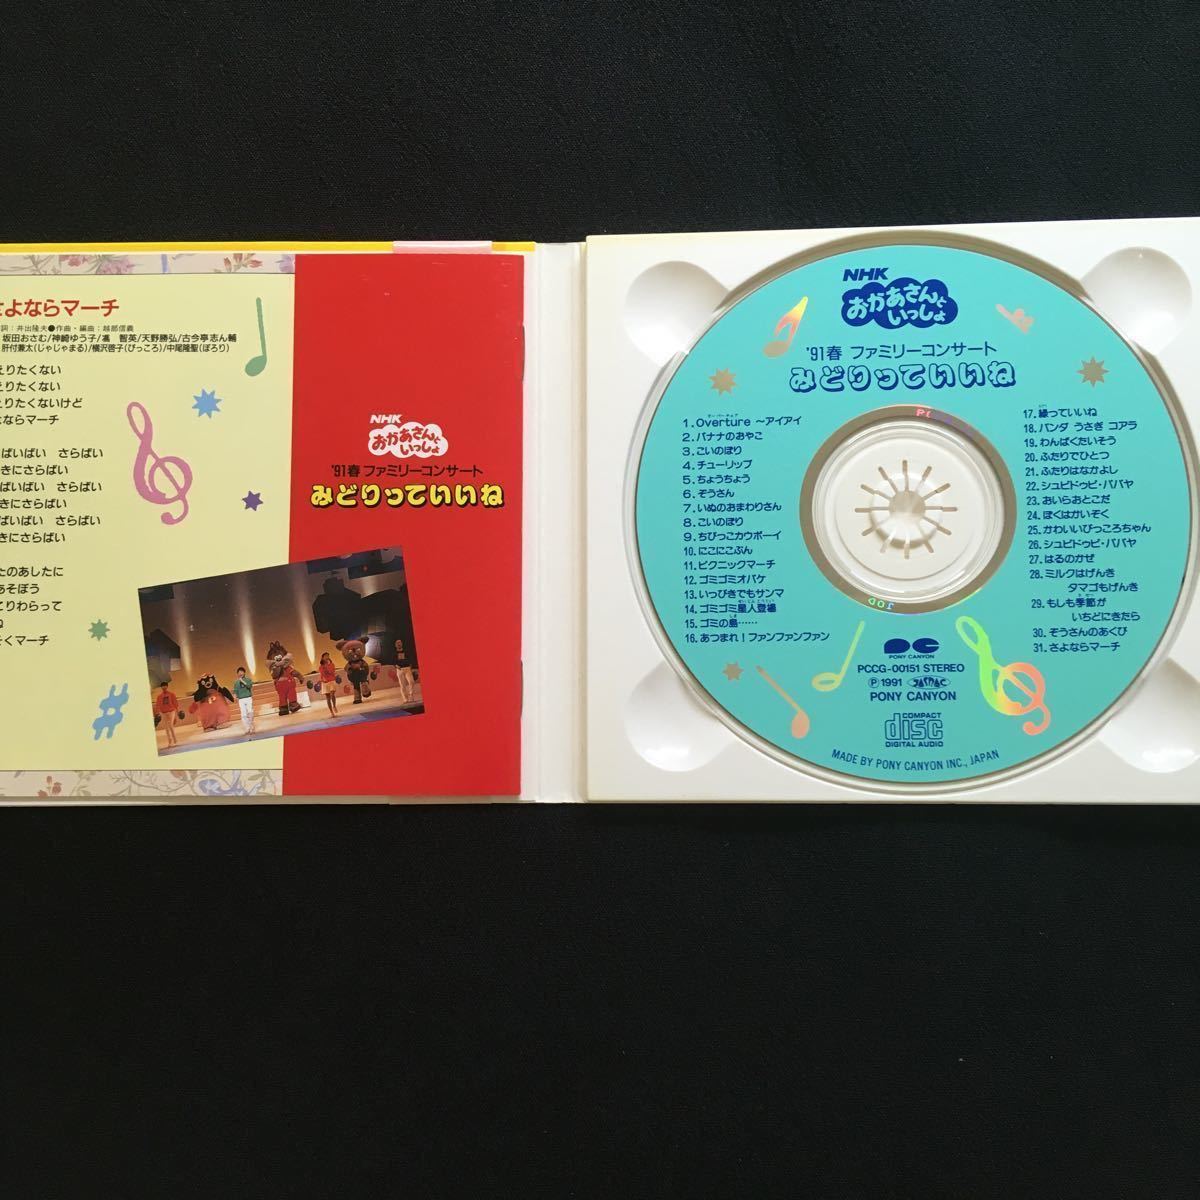 さよならマーチ
詞：井出隆夫●作曲・編曲：越部信義
坂田おさむ/神崎ゆう子/馮 智英/天野勝弘/古今亭志ん輔
肝付兼太(じゃじゃまる)/横沢啓子(ぴっころ)/中尾隆聖(ぽろり)
えりたくない
えりたくない
えりたくないけど
よならマーチ
ばいばい さらばい
きにさらばい
ばいばい さらばい
きにさらばい
ばいばい さらばい
きにさらばい
たのあしたに
あそぼう
てりわらって
ね
そくマーチ
NHK
おかあさんと
いっしょ
'91春 ファミリーコンサート
みどりっていいね
NHK
おかあさんと
いっしょ
'91春 ファミリーコンサート
みどりっていいね
1.Overture ～アイアイ
2.バナナのおやこ
3.こいのぼり
4.チューリップ
5.ちょうちょう
6.ぞうさん
7.いぬのおまわりさん
8.こいのぼり
9.ちびっこカウボーイ
10.にこにこぷん
11.ピクニックマーチ
12.ゴミゴミオバケ
13.いっぴきでもサンマ
14.ゴミゴミ星人登場
15.ゴミの島……
16.あつまれ！ファンファンファン
17.緑っていいね
18.パンダ うさぎ コアラ
19.わんぱくたいそう
20.ふたりでひとつ
21.ふたりはなかよし
22.シュビドゥビ・パパヤ
23.おいらおとこだ
24.ぼくはかいぞく
25.かわいいぴっころちゃん
26.シュビドゥビ・パパヤ
27.はるのかぜ
28.ミルクはげんき
タマゴもげんき
29.もしも季節が
いちどにきたら
30.ぞうさんのあくび
31.さよならマーチ
PONY CANYON
PCCG-00151 STEREO
Ⓟ1991 JASRAC
PONY CANYON
COMPACT
disc
DIGITAL AUDIO
MADE BY PONY CANYON INC., JAPAN